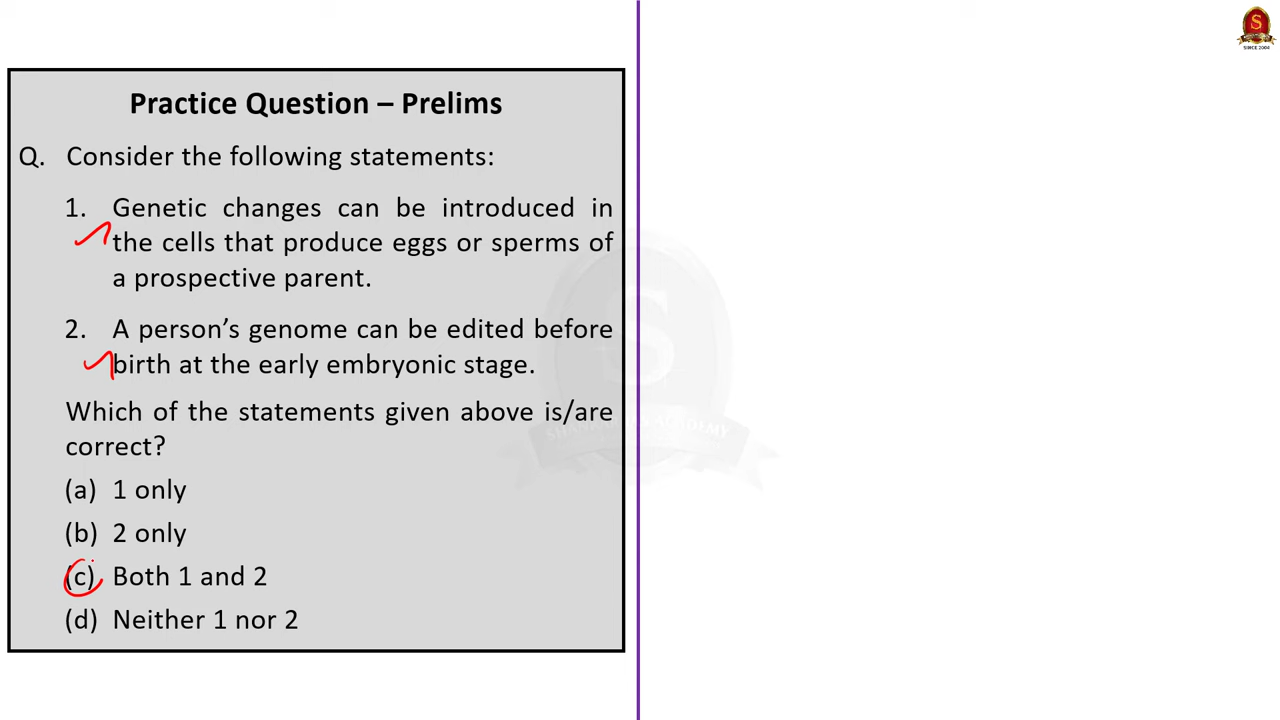 Practice Question – Prelims
Q. Consider the following statements:
1. Genetic changes can be introduced in
the cells that produce eggs or sperms of
a prospective parent.
2. A person's genome can be edited before
birth at the early embryonic stage.
Which of the statements given above is/are
correct?
(a) 1 only
(b) 2 only
(c) Both 1 and 2
(d) Neither 1 nor 2
S
SINCE 2004
S
ACADEMY